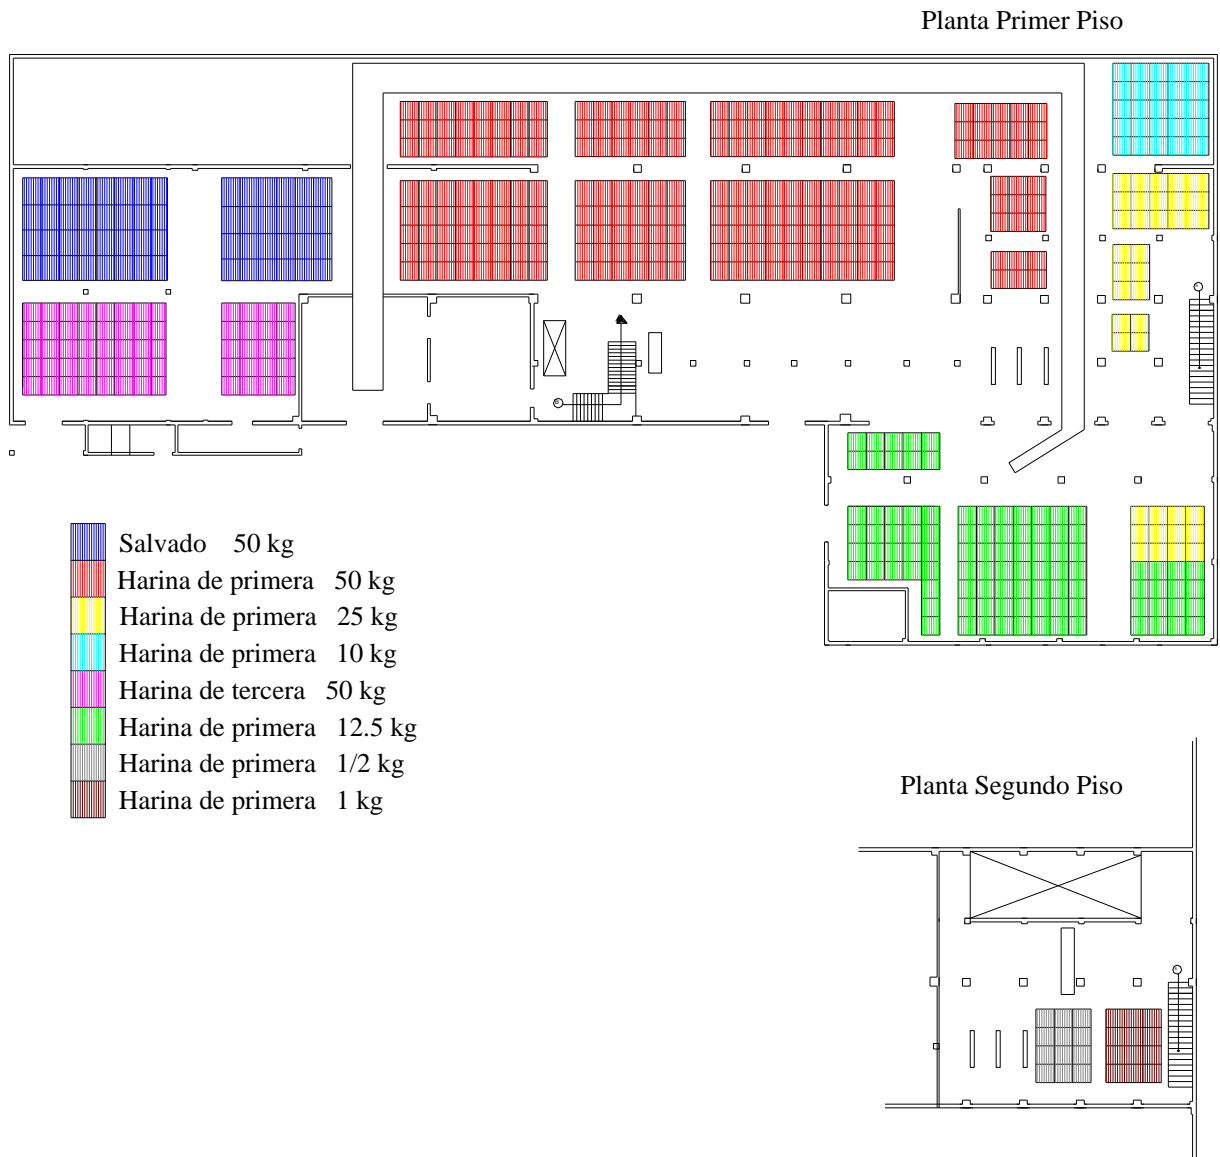 Planta Primer Piso
Salvado 50 kg
Harina de primera 50 kg
Harina de primera 25 kg
Harina de primera 10 kg
Harina de tercera 50 kg
Harina de primera 12.5 kg
Harina de primera 1/2 kg
Harina de primera 1 kg
Planta Segundo Piso